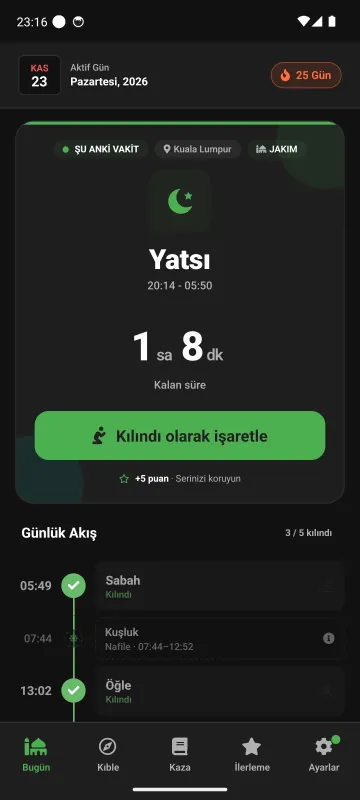 23:16
KAS
23
Aktif Gün
Pazartesi, 2026
25 Gün
ŞU ANKİ VAKİT
Kuala Lumpur
JAKIM
Yatsı
20:14 - 05:50
1 sa 8 dk
Kalan süre
Kılındı olarak işaretle
+5 puan · Serinizi koruyun
Günlük Akış
3 / 5 kılındı
05:49
Sabah
Kılındı
07:44
Kuşluk
Nafile · 07:44–12:52
13:02
Öğle
Kılındı
Bugün
Kıble
Kaza
İlerleme
Ayarlar